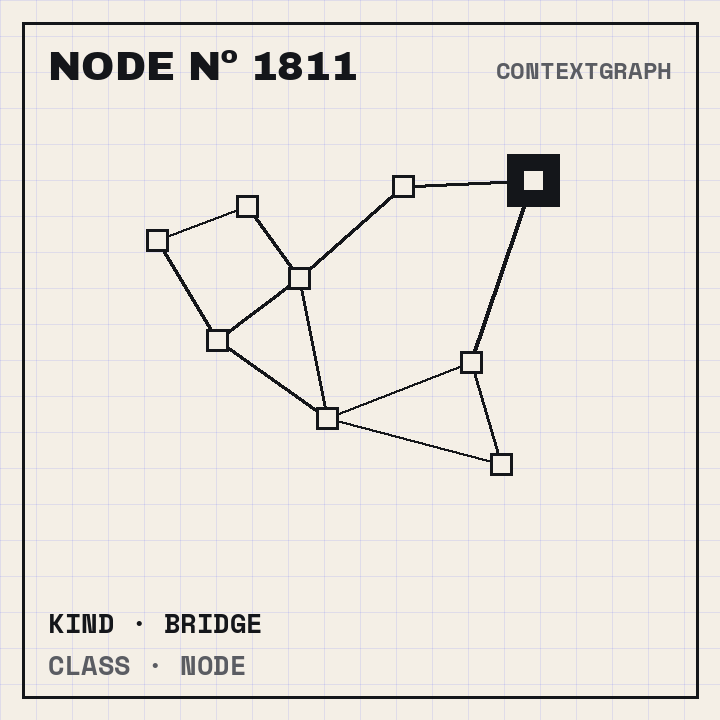 NODE Nº 1811
CONTEXTGRAPH
KIND · BRIDGE
CLASS · NODE